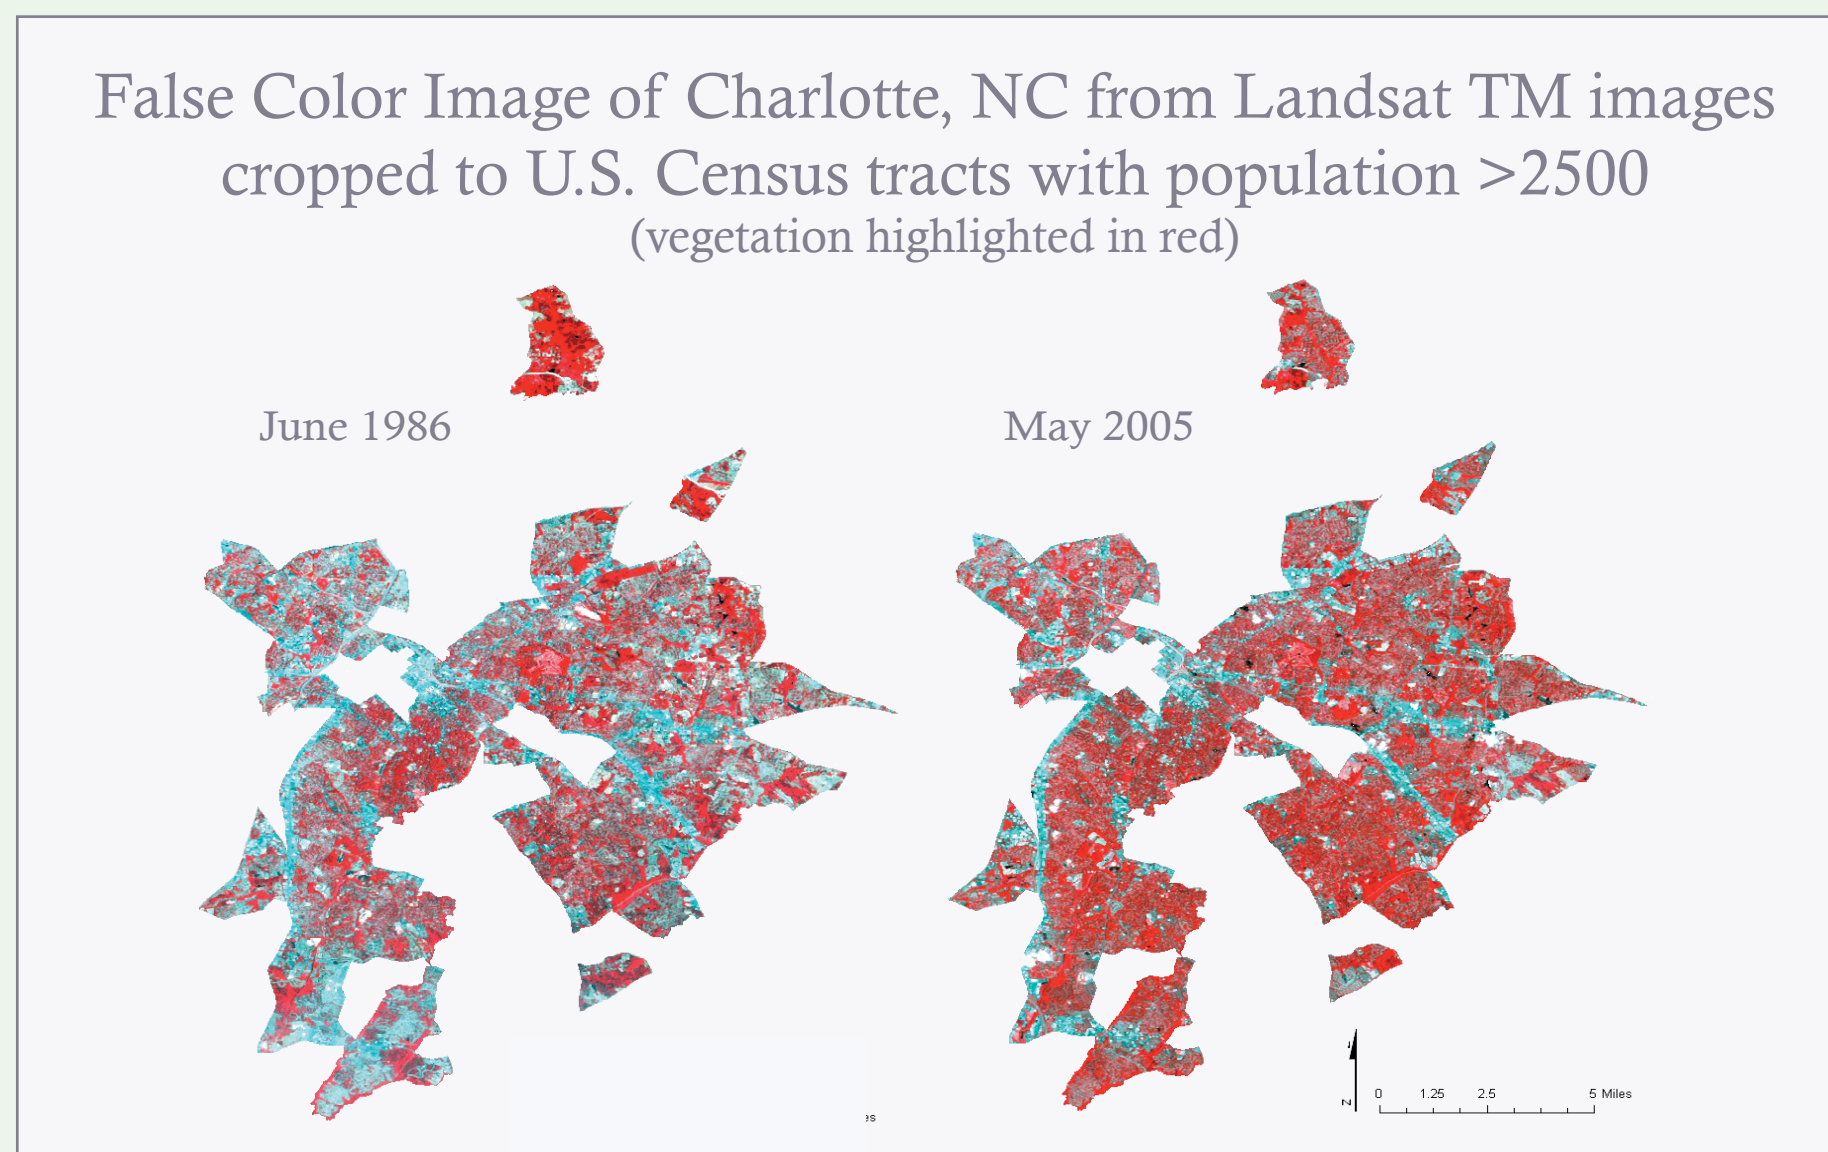 False Color Image of Charlotte, NC from Landsat TM images
cropped to U.S. Census tracts with population >2500
(vegetation highlighted in red)
June 1986
May 2005
N
0 1.25 2.5 5 Miles
es